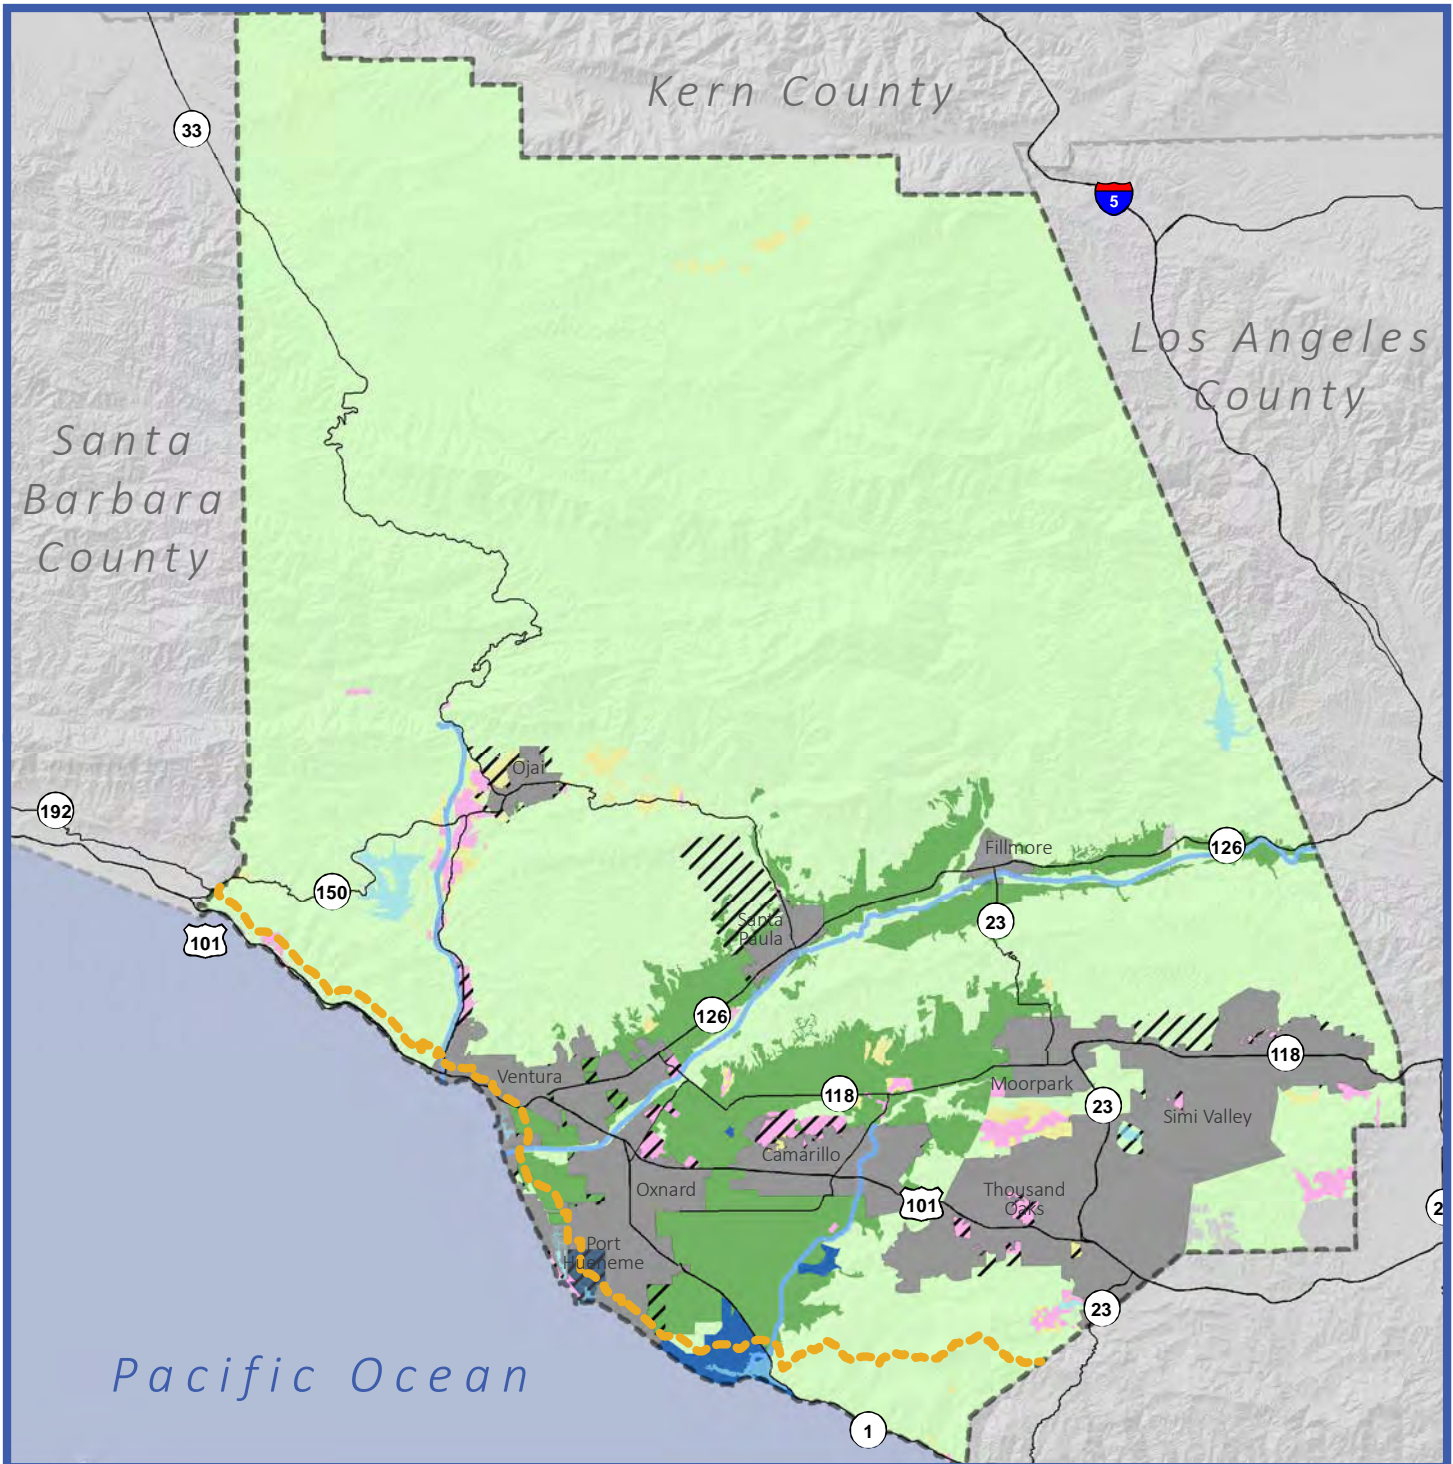 Kern County
33
5
Los Angeles
County
Santa
Barbara
County
Ojai
192
Fillmore
126
150
Santa
Paula
23
101
126
118
Ventura
Moorpark
118
23
Simi Valley
Camarillo
Oxnard
Thousand
Oaks
101
2
Port
Hueneme
23
Pacific Ocean
1